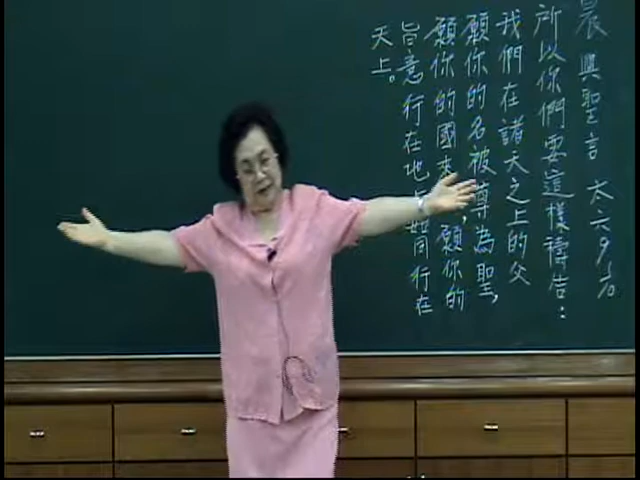 晨興聖言 太六9~10
所以你們要這樣禱告：
我們在諸天之上的父
願你的名被尊為聖，
願你的國來，願你的
旨意行在地如同行在
天上。